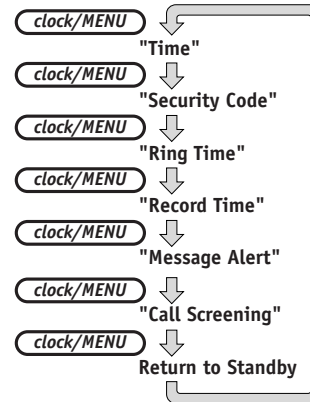 clock/MENU
"Time"
clock/MENU
"Security Code"
clock/MENU
"Ring Time"
clock/MENU
"Record Time"
clock/MENU
"Message Alert"
clock/MENU
"Call Screening"
clock/MENU
Return to Standby